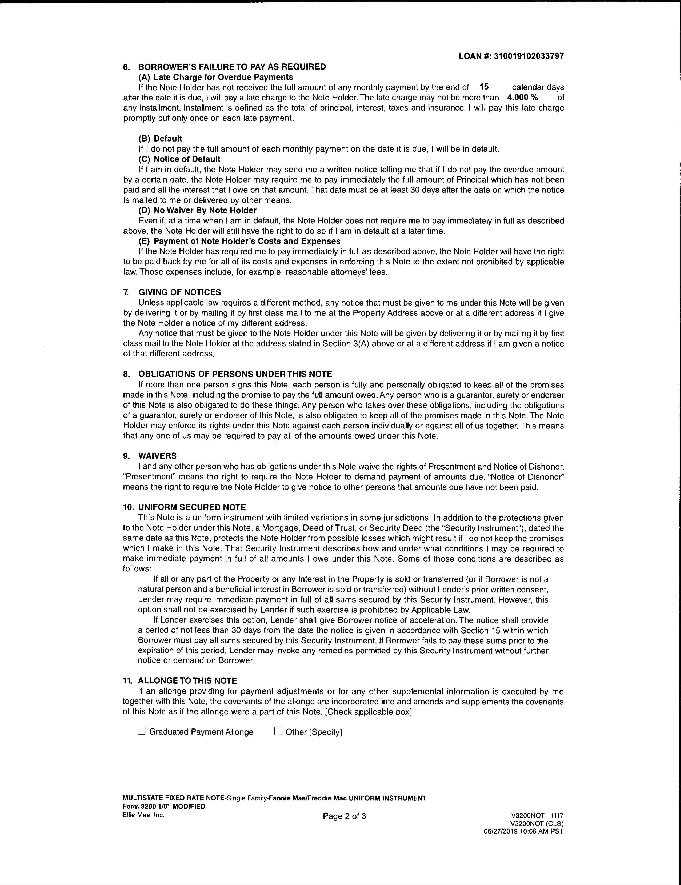 LOAN #: 310019102033797
6. BORROWER'S FAILURE TO PAY AS REQUIRED
(A) Late Charge for Overdue Payments
If the Note Holder has not received the full amount of any monthly payment by the end of 15 calendar days
after the date it is due, I will pay a late charge to the Note Holder. The late charge may not be more than 4.000 % of
any Installment. Installment is defined as the total of principal, interest, taxes and insurance. I will pay this late charge
promptly but only once on each late payment.
(B) Default
If I do not pay the full amount of each monthly payment on the date it is due, I will be in default.
(C) Notice of Default
If I am in default, the Note Holder may send me a written notice telling me that if I do not pay the overdue amount
by a certain date, the Note Holder may require me to pay immediately the full amount of Principal which has not been
paid and all the interest that I owe on that amount. That date must be at least 30 days after the date on which the notice
is mailed to me or delivered by other means.
(D) No Waiver By Note Holder
Even if, at a time when I am in default, the Note Holder does not require me to pay immediately in full as described
above, the Note Holder will still have the right to do so if I am in default at a later time.
(E) Payment of Note Holder's Costs and Expenses
If the Note Holder has required me to pay immediately in full as described above, the Note Holder will have the right
to be paid back by me for all of its costs and expenses in enforcing this Note to the extent not prohibited by applicable
law. Those expenses include, for example, reasonable attorneys' fees.
7. GIVING OF NOTICES
Unless applicable law requires a different method, any notice that must be given to me under this Note will be given
by delivering it or by mailing it by first class mail to me at the Property Address above or at a different address if I give
the Note Holder a notice of my different address.
Any notice that must be given to the Note Holder under this Note will be given by delivering it or by mailing it by first
class mail to the Note Holder at the address stated in Section 3(A) above or at a different address if I am given a notice
of that different address.
8. OBLIGATIONS OF PERSONS UNDER THIS NOTE
If more than one person signs this Note, each person is fully and personally obligated to keep all of the promises
made in this Note, including the promise to pay the full amount owed. Any person who is a guarantor, surety or endorser
of this Note is also obligated to do these things. Any person who takes over these obligations, including the obligations
of a guarantor, surety or endorser of this Note, is also obligated to keep all of the promises made in this Note. The Note
Holder may enforce its rights under this Note against each person individually or against all of us together. This means
that any one of us may be required to pay all of the amounts owed under this Note.
9. WAIVERS
I and any other person who has obligations under this Note waive the rights of Presentment and Notice of Dishonor.
"Presentment" means the right to require the Note Holder to demand payment of amounts due. "Notice of Dishonor"
means the right to require the Note Holder to give notice to other persons that amounts due have not been paid.
10. UNIFORM SECURED NOTE
This Note is a uniform instrument with limited variations in some jurisdictions. In addition to the protections given
to the Note Holder under this Note, a Mortgage, Deed of Trust, or Security Deed (the "Security Instrument"), dated the
same date as this Note, protects the Note Holder from possible losses which might result if I do not keep the promises
which I make in this Note. That Security Instrument describes how and under what conditions I may be required to
make immediate payment in full of all amounts I owe under this Note. Some of those conditions are described as
follows:
If all or any part of the Property or any Interest in the Property is sold or transferred (or if Borrower is not a
natural person and a beneficial interest in Borrower is sold or transferred) without Lender's prior written consent,
Lender may require immediate payment in full of all sums secured by this Security Instrument. However, this
option shall not be exercised by Lender if such exercise is prohibited by Applicable Law.
If Lender exercises this option, Lender shall give Borrower notice of acceleration. The notice shall provide
a period of not less than 30 days from the date the notice is given in accordance with Section 15 within which
Borrower must pay all sums secured by this Security Instrument. If Borrower fails to pay these sums prior to the
expiration of this period, Lender may invoke any remedies permitted by this Security Instrument without further
notice or demand on Borrower.
11. ALLONGE TO THIS NOTE
If an allonge providing for payment adjustments or for any other supplemental information is executed by me
together with this Note, the covenants of the allonge are incorporated into and amends and supplements the covenants
of this Note as if the allonge were a part of this Note. [Check applicable box]
☐ Graduated Payment Allonge ☐ Other [Specify]
MULTISTATE FIXED RATE NOTE-Single Family-Fannie Mae/Freddie Mac UNIFORM INSTRUMENT
Form 3200 1/01 MODIFIED
Ellie Mae, Inc. Page 2 of 3 V3200NOT 1117
V3200NOT (CLS)
06/27/2019 10:06 AM PST